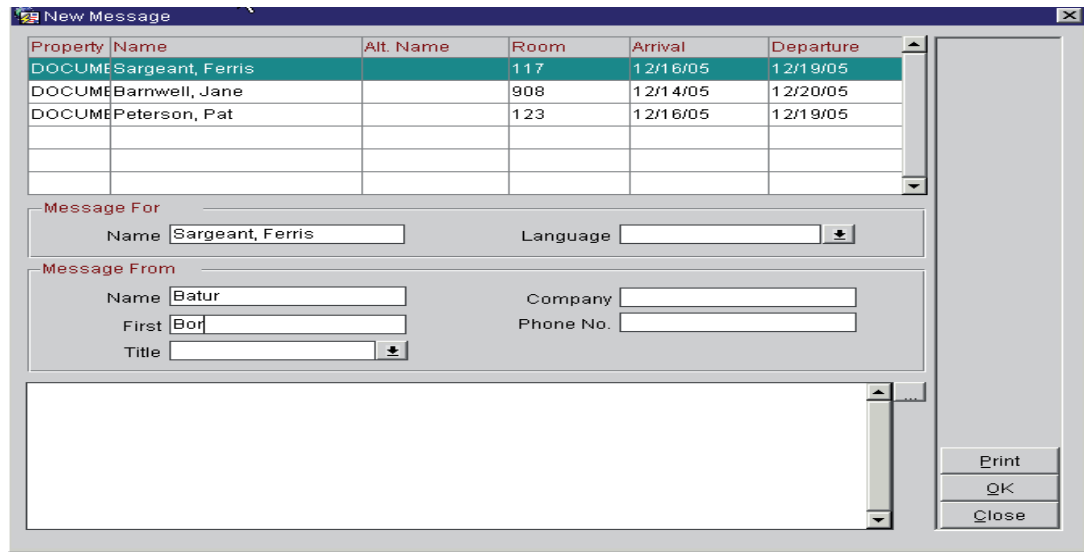 New Message
Property Name Alt. Name Room Arrival Departure
DOCUME Sargeant, Ferris 117 12/16/05 12/19/05
DOCUME Barnwell, Jane 908 12/14/05 12/20/05
DOCUME Peterson, Pat 123 12/16/05 12/19/05
Message For
Name Sargeant, Ferris Language
Message From
Name Batur Company
First Bor Phone No.
Title
...
Print
OK
Close